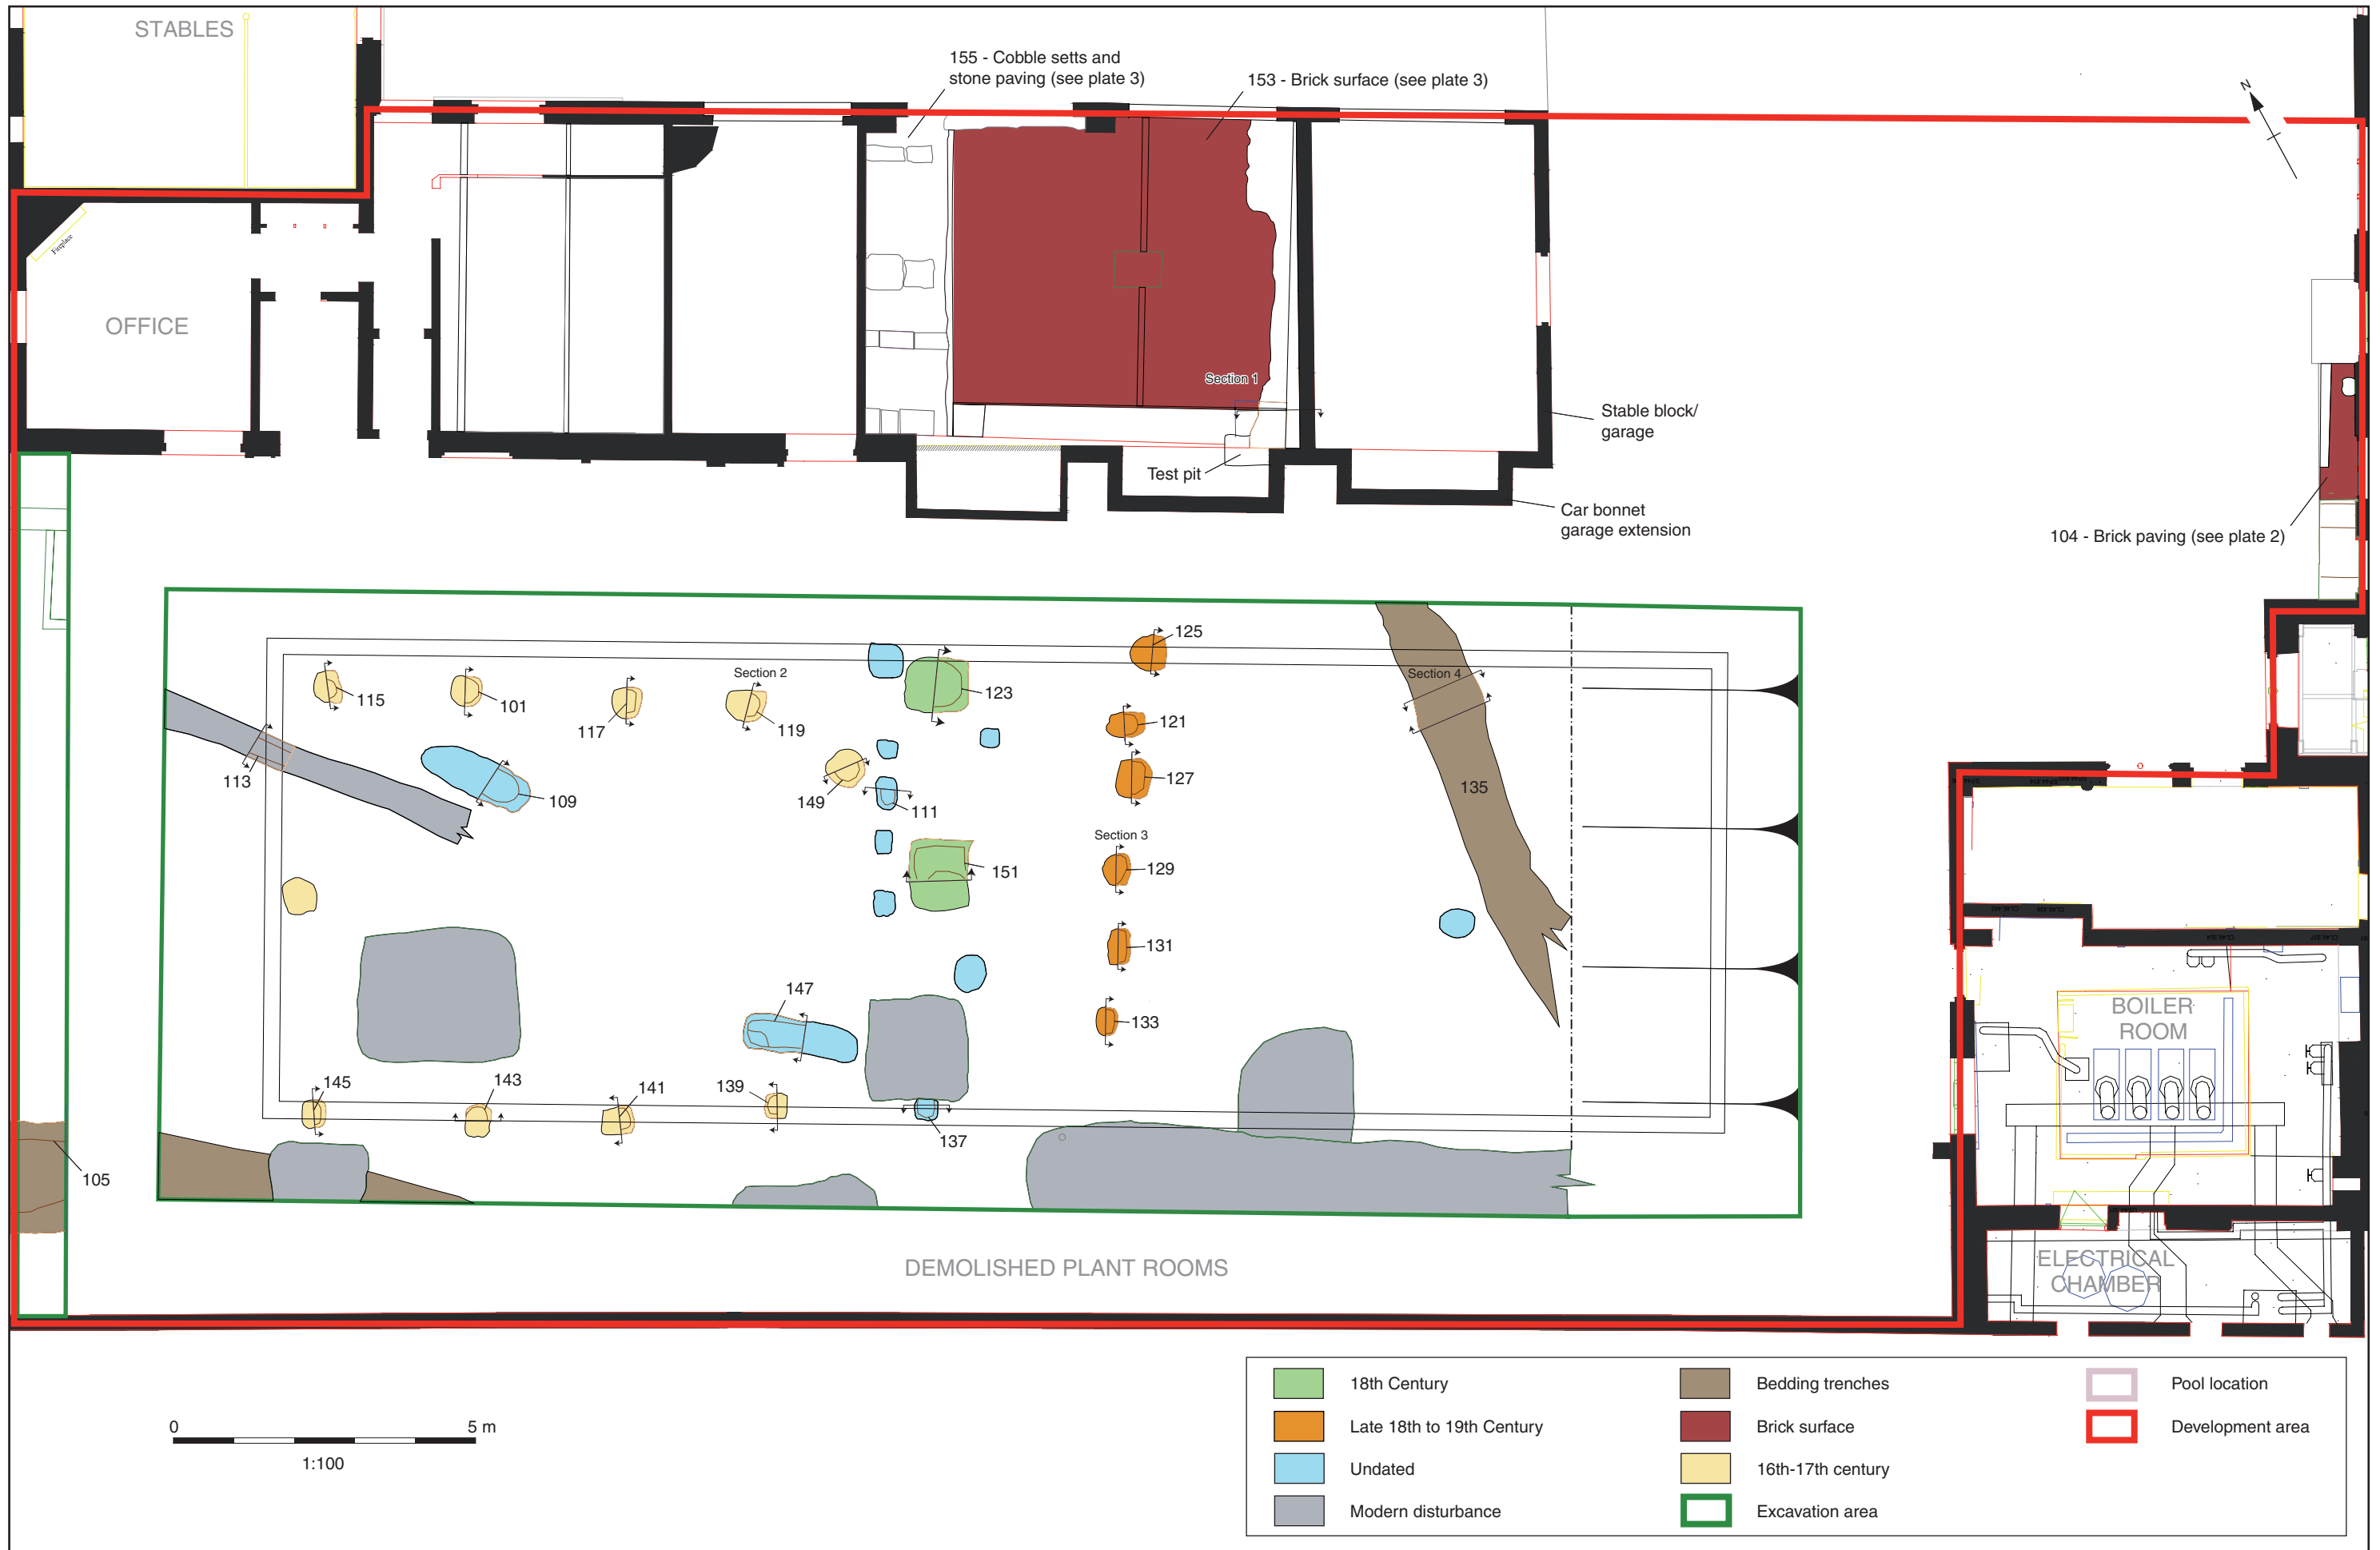 STABLES
155 - Cobble setts and
stone paving (see plate 3)
153 - Brick surface (see plate 3)
N
Fireplace
OFFICE
Section 1
Test pit
Stable block/
garage
Car bonnet
garage extension
104 - Brick paving (see plate 2)
125
Section 2
Section 4
115
101
117
119
123
121
113
109
149
111
127
135
Section 3
151
129
131
147
133
145
143
141
139
137
105
BOILER
ROOM
ELECTRICAL
CHAMBER
DEMOLISHED PLANT ROOMS
0
5 m
1:100
18th Century
Late 18th to 19th Century
Undated
Modern disturbance
Bedding trenches
Brick surface
16th-17th century
Excavation area
Pool location
Development area